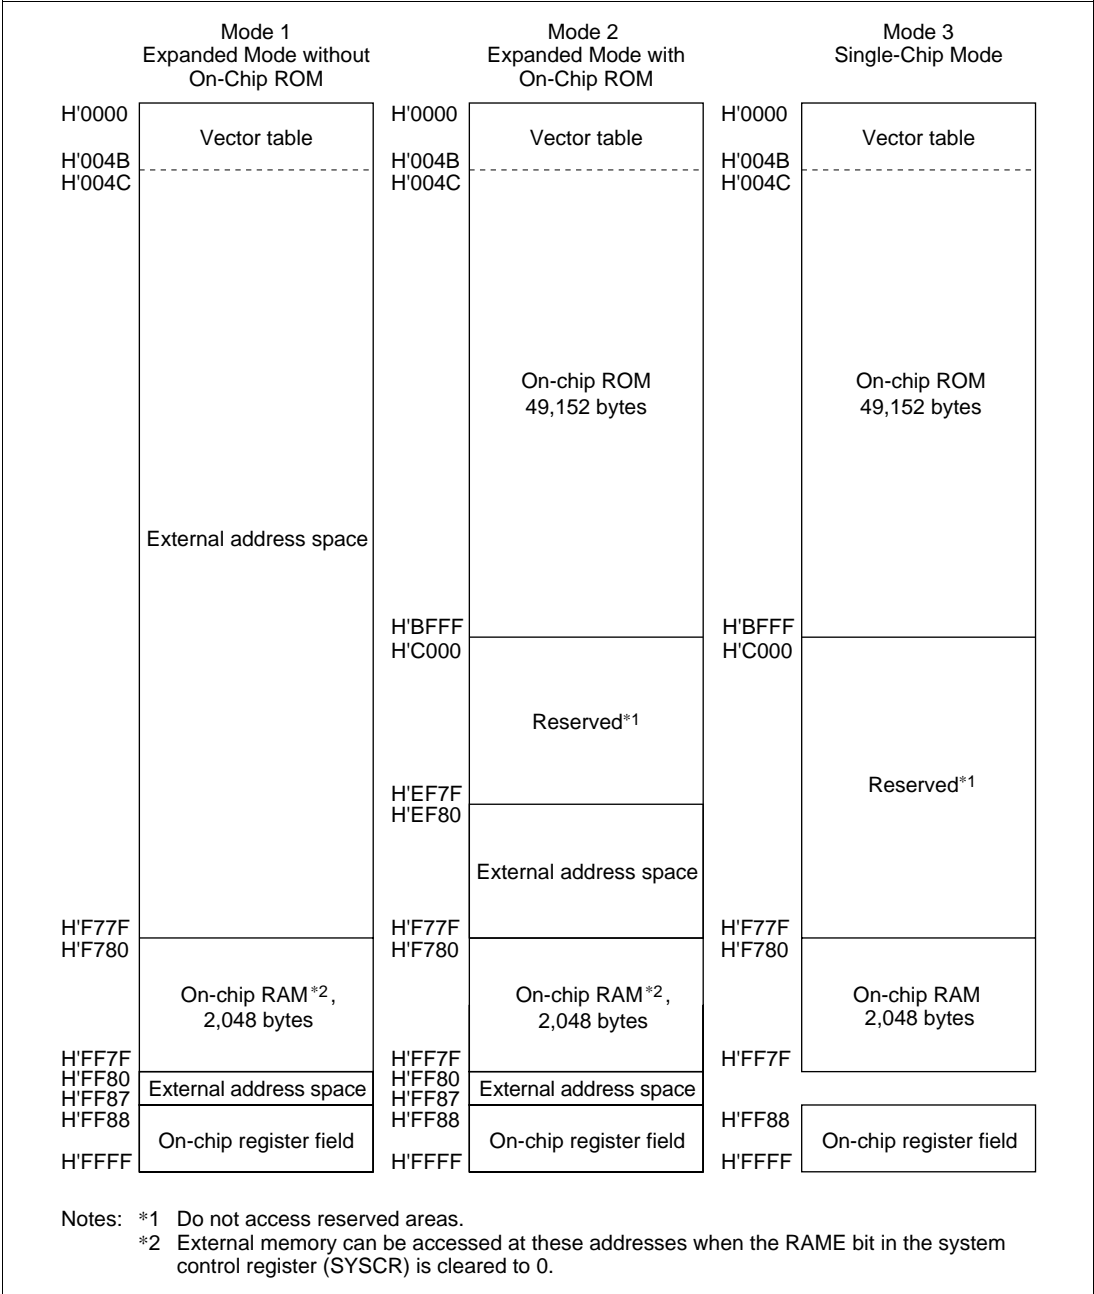 Mode 1
Expanded Mode without
On-Chip ROM
H'0000
Vector table
H'004B
H'004C
External address space
H'F77F
H'F780
On-chip RAM*2,
2,048 bytes
H'FF7F
H'FF80
External address space
H'FF87
H'FF88
On-chip register field
H'FFFF
Mode 2
Expanded Mode with
On-Chip ROM
H'0000
Vector table
H'004B
H'004C
On-chip ROM
49,152 bytes
H'BFFF
H'C000
Reserved*1
H'EF7F
H'EF80
External address space
H'F77F
H'F780
On-chip RAM*2,
2,048 bytes
H'FF7F
H'FF80
External address space
H'FF87
H'FF88
On-chip register field
H'FFFF
Mode 3
Single-Chip Mode
H'0000
Vector table
H'004B
H'004C
On-chip ROM
49,152 bytes
H'BFFF
H'C000
Reserved*1
H'F77F
H'F780
On-chip RAM
2,048 bytes
H'FF7F
H'FF88
On-chip register field
H'FFFF
Notes: *1 Do not access reserved areas.
*2 External memory can be accessed at these addresses when the RAME bit in the system
control register (SYSCR) is cleared to 0.